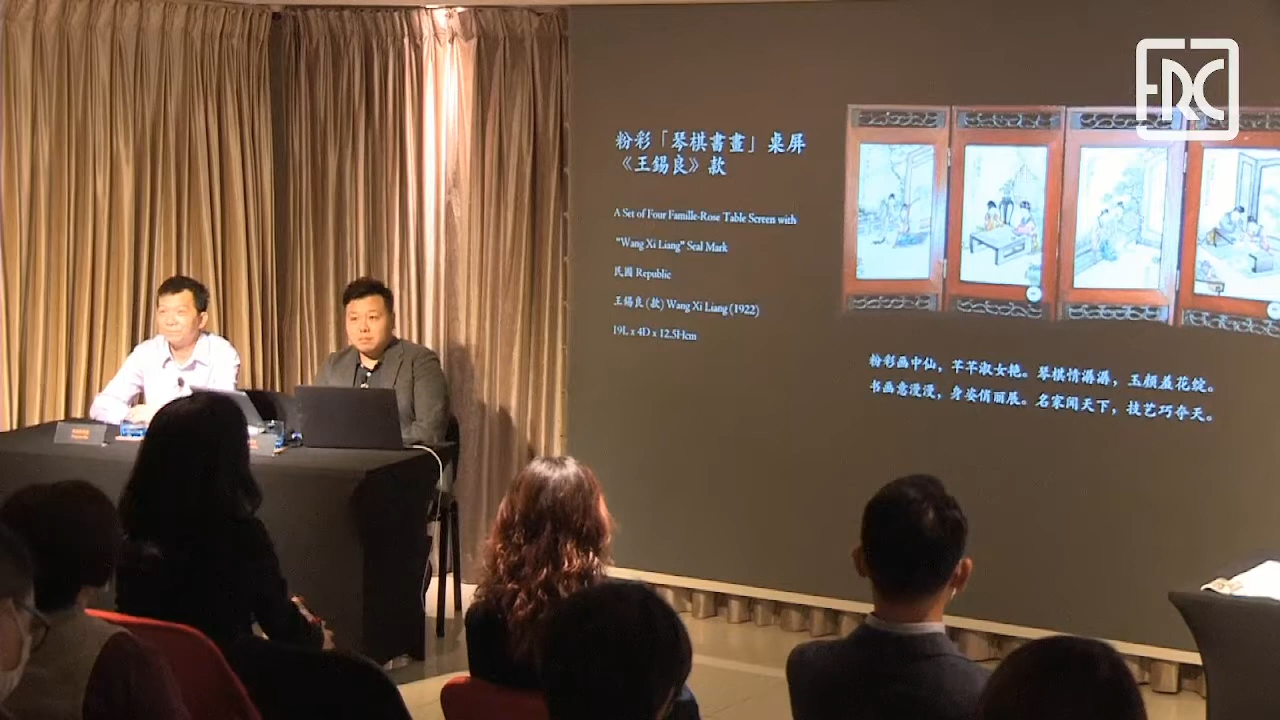 ERC
粉彩「琴棋書畫」桌屏
《王錫良》款
A Set of Four Famille-Rose Table Screen with
"Wang Xi Liang" Seal Mark
民國 Republic
王錫良 (款) Wang Xi Liang (1922)
19L x 4D x 12.5Hcm
粉彩画中仙，芊芊淑女艳。琴棋情潺潺，玉颜羞花绽。
书画意漫漫，身姿俏丽展。名家闻天下，技艺巧夺天。